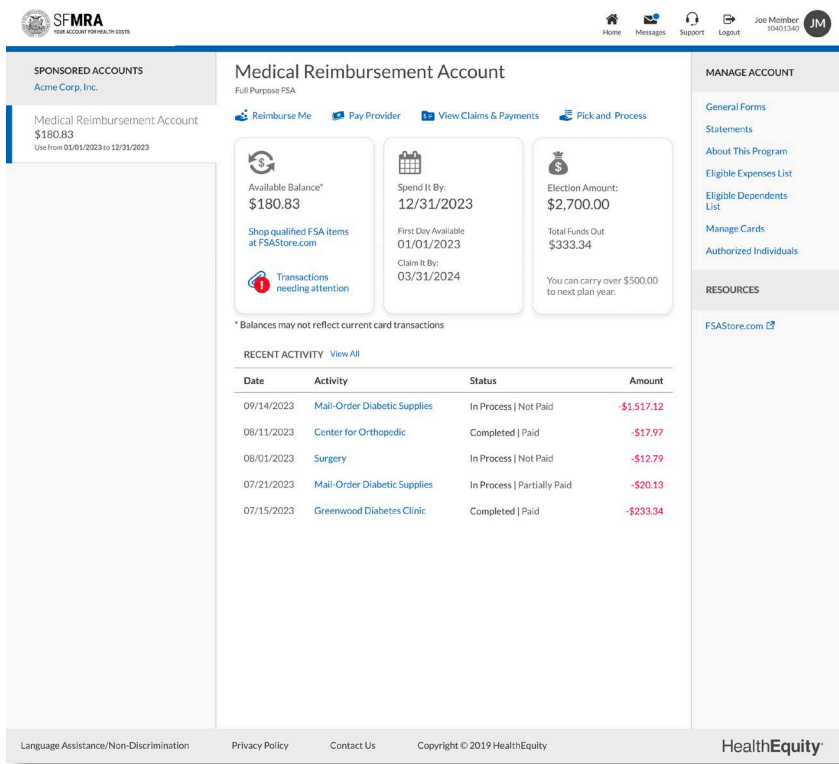 SFMRA
YOUR ACCOUNT FOR HEALTH COSTS
Home
Messages
Support
Logout
Joe Member
10401340
JM
SPONSORED ACCOUNTS
Acme Corp, Inc.
Medical Reimbursement Account
$180.83
Use from 01/01/2023 to 12/31/2023
Medical Reimbursement Account
Full Purpose FSA
Reimburse Me
Pay Provider
View Claims & Payments
Pick and Process
Available Balance*
$180.83
Shop qualified FSA items
at FSAStore.com
Transactions
needing attention
Spend It By:
12/31/2023
First Day Available
01/01/2023
Claim It By:
03/31/2024
Election Amount:
$2,700.00
Total Funds Out
$333.34
You can carry over $500.00
to next plan year.
* Balances may not reflect current card transactions
RECENT ACTIVITY View All
Date Activity Status Amount
09/14/2023 Mail-Order Diabetic Supplies In Process | Not Paid -$1,517.12
08/11/2023 Center for Orthopedic Completed | Paid -$17.97
08/01/2023 Surgery In Process | Not Paid -$12.79
07/21/2023 Mail-Order Diabetic Supplies In Process | Partially Paid -$20.13
07/15/2023 Greenwood Diabetes Clinic Completed | Paid -$233.34
MANAGE ACCOUNT
General Forms
Statements
About This Program
Eligible Expenses List
Eligible Dependents
List
Manage Cards
Authorized Individuals
RESOURCES
FSAStore.com
Language Assistance/Non-Discrimination
Privacy Policy
Contact Us
Copyright © 2019 HealthEquity
HealthEquity